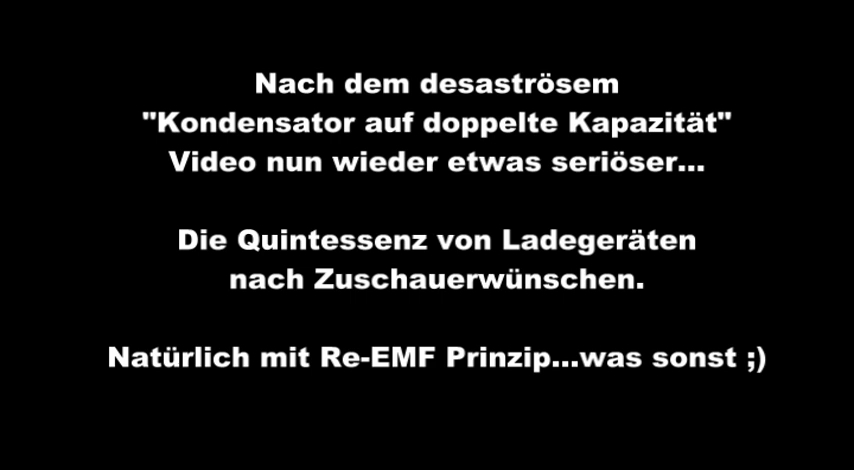 Nach dem desaströsem
"Kondensator auf doppelte Kapazität"
Video nun wieder etwas seriöser...
Die Quintessenz von Ladegeräten
nach Zuschauerwünschen.
Natürlich mit Re-EMF Prinzip...was sonst ;)